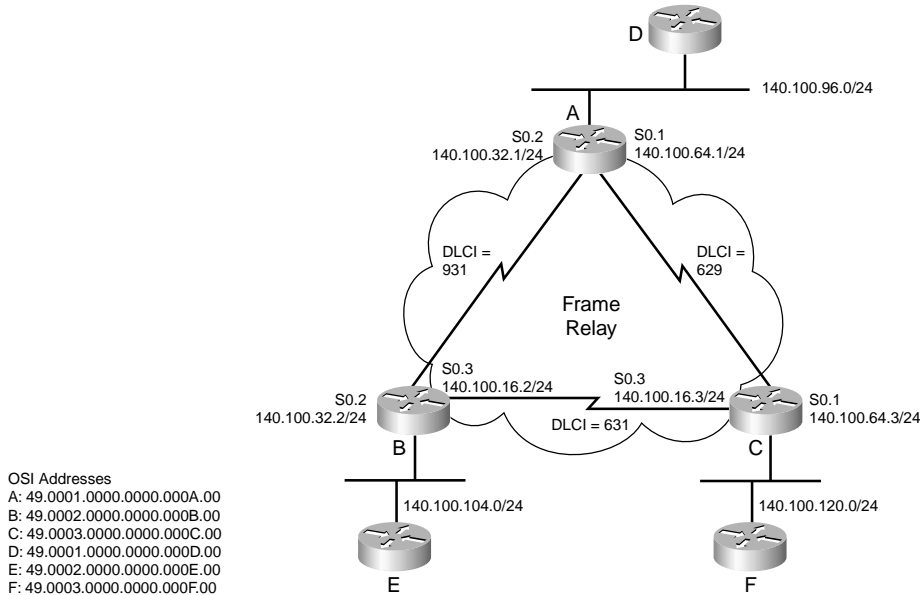 D
140.100.96.0/24
A
S0.2
140.100.32.1/24
S0.1
140.100.64.1/24
DLCI =
931
DLCI =
629
Frame
Relay
S0.3
140.100.16.2/24
S0.3
140.100.16.3/24
S0.2
140.100.32.2/24
S0.1
140.100.64.3/24
DLCI = 631
B
C
140.100.104.0/24
140.100.120.0/24
E
F
OSI Addresses
A: 49.0001.0000.0000.000A.00
B: 49.0002.0000.0000.000B.00
C: 49.0003.0000.0000.000C.00
D: 49.0001.0000.0000.000D.00
E: 49.0002.0000.0000.000E.00
F: 49.0003.0000.0000.000F.00